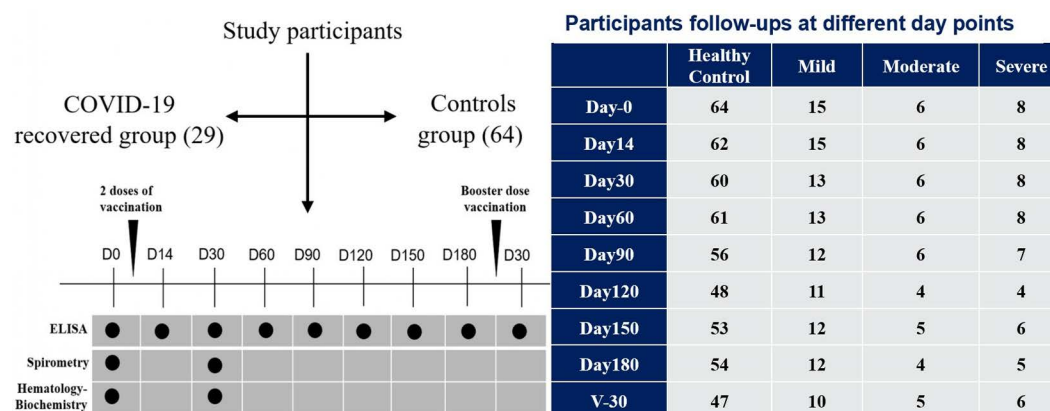 Study participants
COVID-19
recovered group (29)
Controls
group (64)
2 doses of
vaccination
Booster dose
vaccination
D0 D14 D30 D60 D90 D120 D150 D180 D30
ELISA
Spirometry
Hematology-
Biochemistry
Participants follow-ups at different day points
Healthy
Control Mild Moderate Severe
Day-0 64 15 6 8
Day14 62 15 6 8
Day30 60 13 6 8
Day60 61 13 6 8
Day90 56 12 6 7
Day120 48 11 4 4
Day150 53 12 5 6
Day180 54 12 4 5
V-30 47 10 5 6